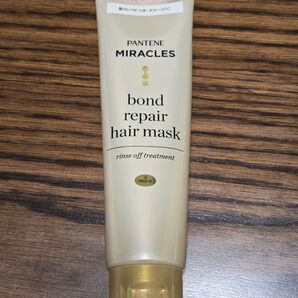 PANTENE
MIRACLES
bond
repair
hair mask
rinse off treatment
PRO-V